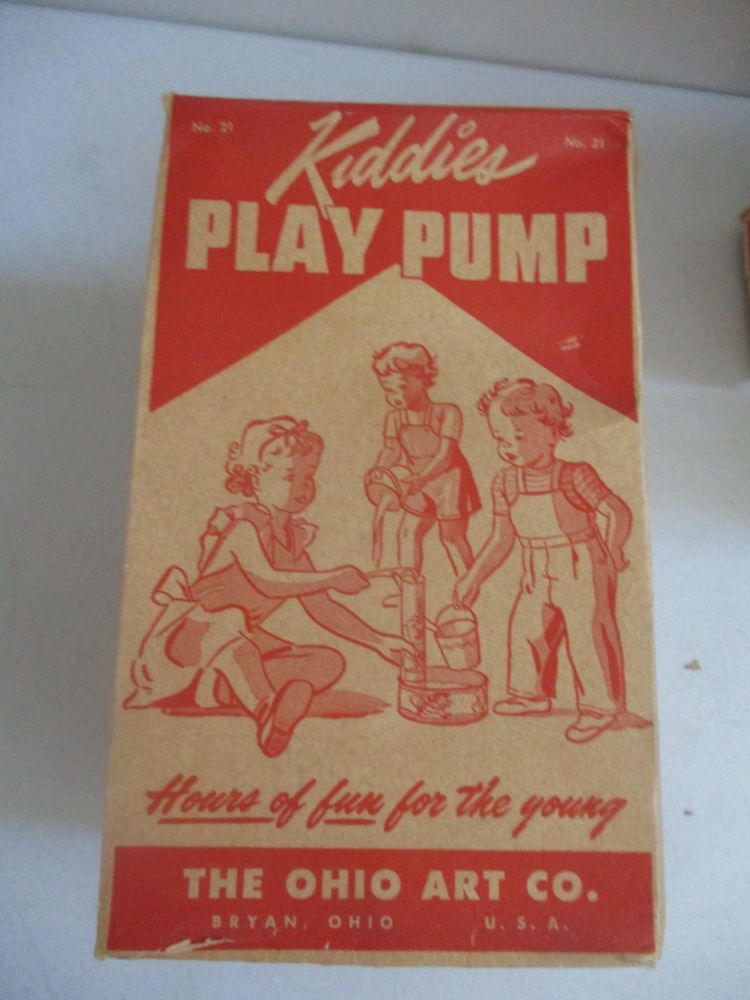 No. 21
No. 21
Kiddies
PLAY PUMP
Hours of fun for the young
THE OHIO ART CO.
BRYAN, OHIO U.S.A.